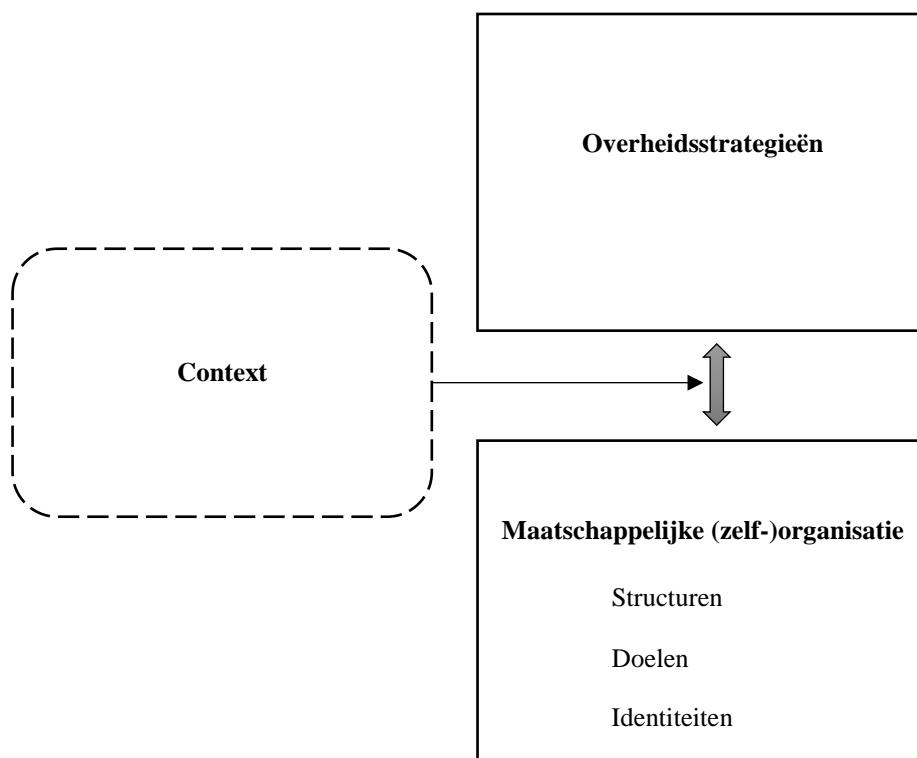 Overheidsstrategieën
Context
Maatschappelijke (zelf-)organisatie
Structuren
Doelen
Identiteiten